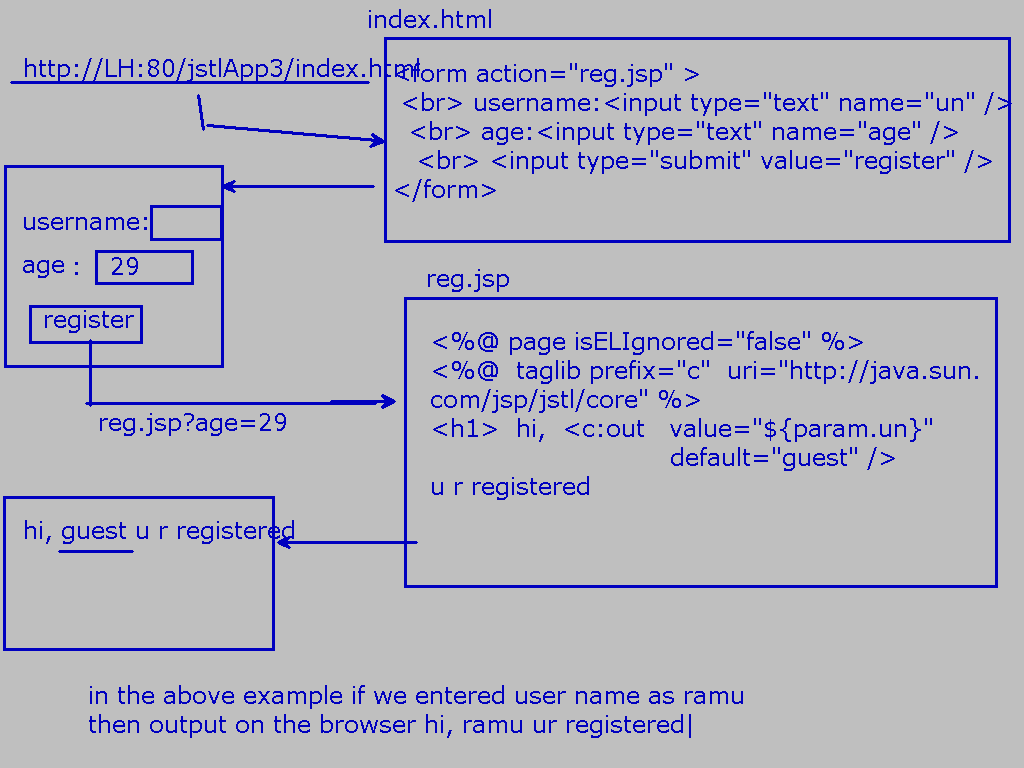 index.html
http://LH:80/jstlApp3/index.html
<form action="reg.jsp" >
<br> username:<input type="text" name="un" />
<br> age:<input type="text" name="age" />
<br> <input type="submit" value="register" />
</form>
username:
age : 29
register
reg.jsp?age=29
reg.jsp
<%@ page isELIgnored="false" %>
<%@ taglib prefix="c" uri="http://java.sun.
com/jsp/jstl/core" %>
<h1> hi, <c:out value="${param.un}"
default="guest" />
u r registered
hi, guest u r registered
in the above example if we entered user name as ramu
then output on the browser hi, ramu ur registered|